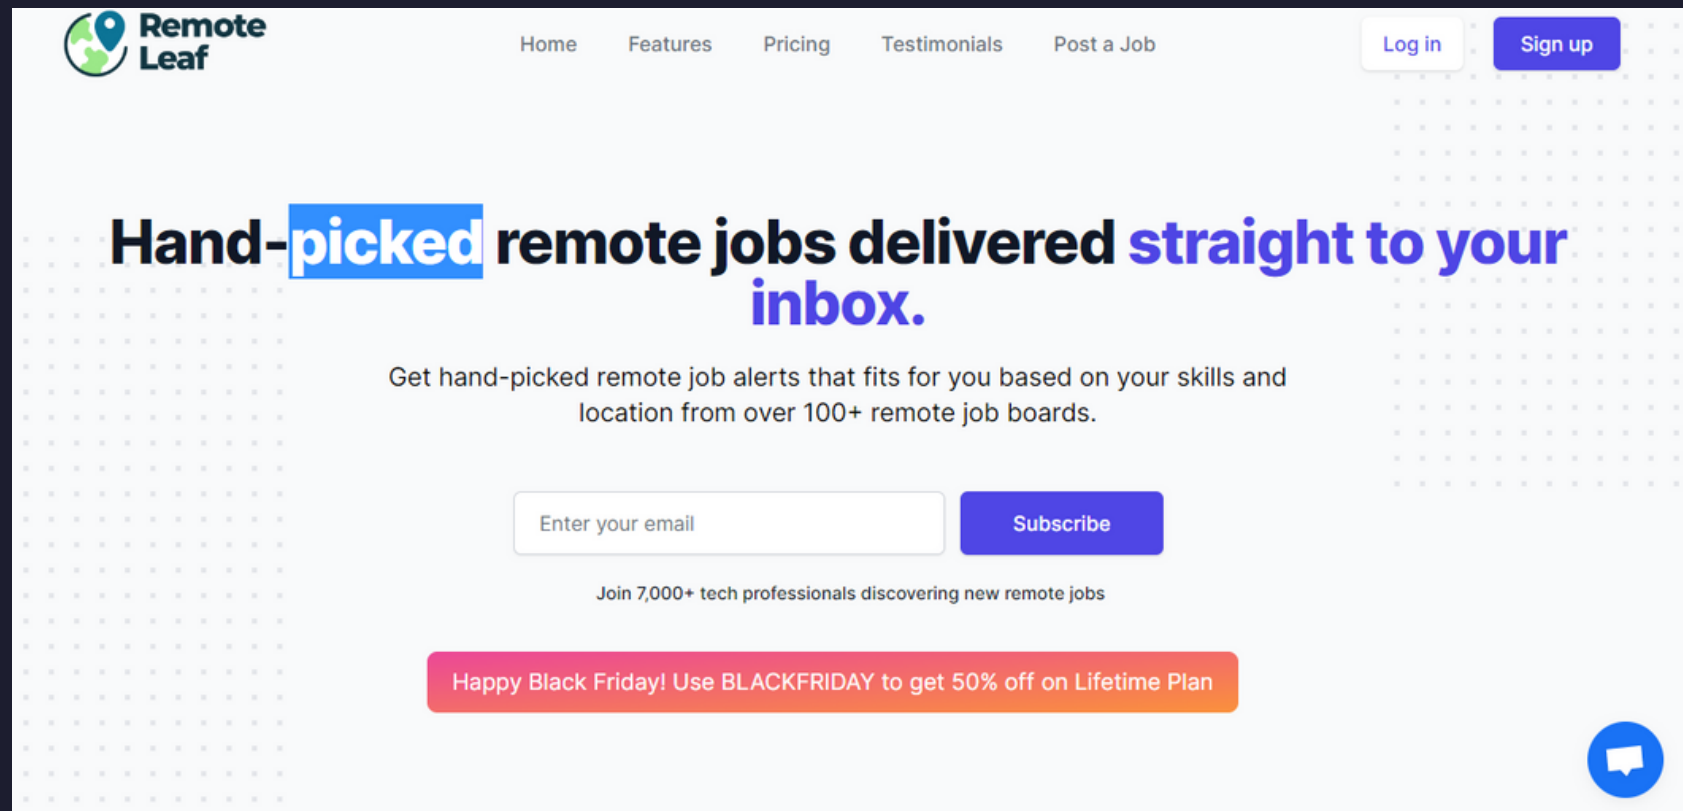 Remote
Leaf
Home Features Pricing Testimonials Post a Job Log in Sign up
Hand-picked remote jobs delivered straight to your
inbox.
Get hand-picked remote job alerts that fits for you based on your skills and
location from over 100+ remote job boards.
Enter your email Subscribe
Join 7,000+ tech professionals discovering new remote jobs
Happy Black Friday! Use BLACKFRIDAY to get 50% off on Lifetime Plan